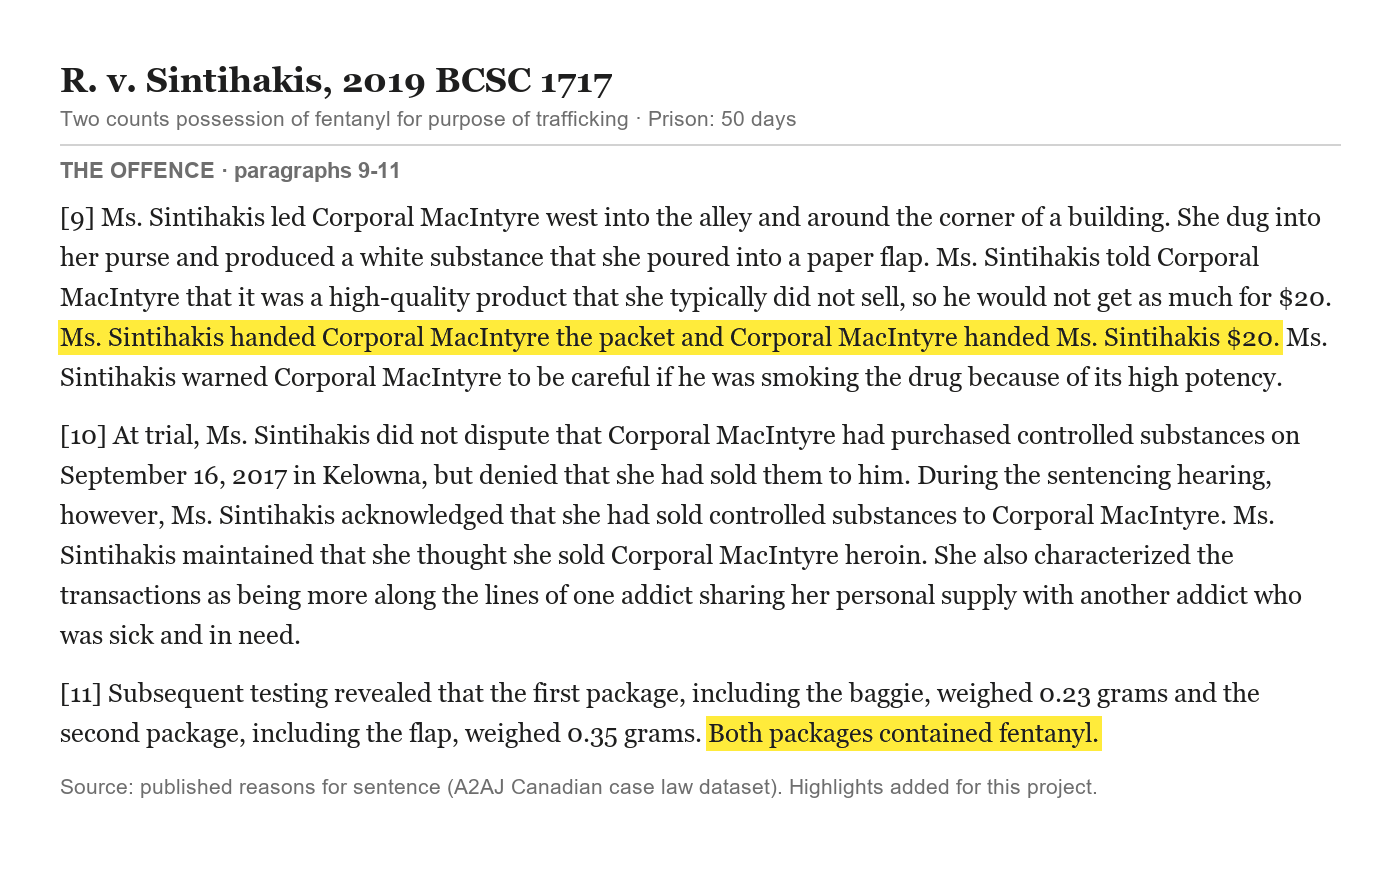 R. v. Sintihakis, 2019 BCSC 1717
Two counts possession of fentanyl for purpose of trafficking · Prison: 50 days
THE OFFENCE · paragraphs 9-11
[9] Ms. Sintihakis led Corporal MacIntyre west into the alley and around the corner of a building. She dug into
her purse and produced a white substance that she poured into a paper flap. Ms. Sintihakis told Corporal
MacIntyre that it was a high-quality product that she typically did not sell, so he would not get as much for $20.
Ms. Sintihakis handed Corporal MacIntyre the packet and Corporal MacIntyre handed Ms. Sintihakis $20. Ms.
Sintihakis warned Corporal MacIntyre to be careful if he was smoking the drug because of its high potency.
[10] At trial, Ms. Sintihakis did not dispute that Corporal MacIntyre had purchased controlled substances on
September 16, 2017 in Kelowna, but denied that she had sold them to him. During the sentencing hearing,
however, Ms. Sintihakis acknowledged that she had sold controlled substances to Corporal MacIntyre. Ms.
Sintihakis maintained that she thought she sold Corporal MacIntyre heroin. She also characterized the
transactions as being more along the lines of one addict sharing her personal supply with another addict who
was sick and in need.
[11] Subsequent testing revealed that the first package, including the baggie, weighed 0.23 grams and the
second package, including the flap, weighed 0.35 grams. Both packages contained fentanyl.
Source: published reasons for sentence (A2AJ Canadian case law dataset). Highlights added for this project.